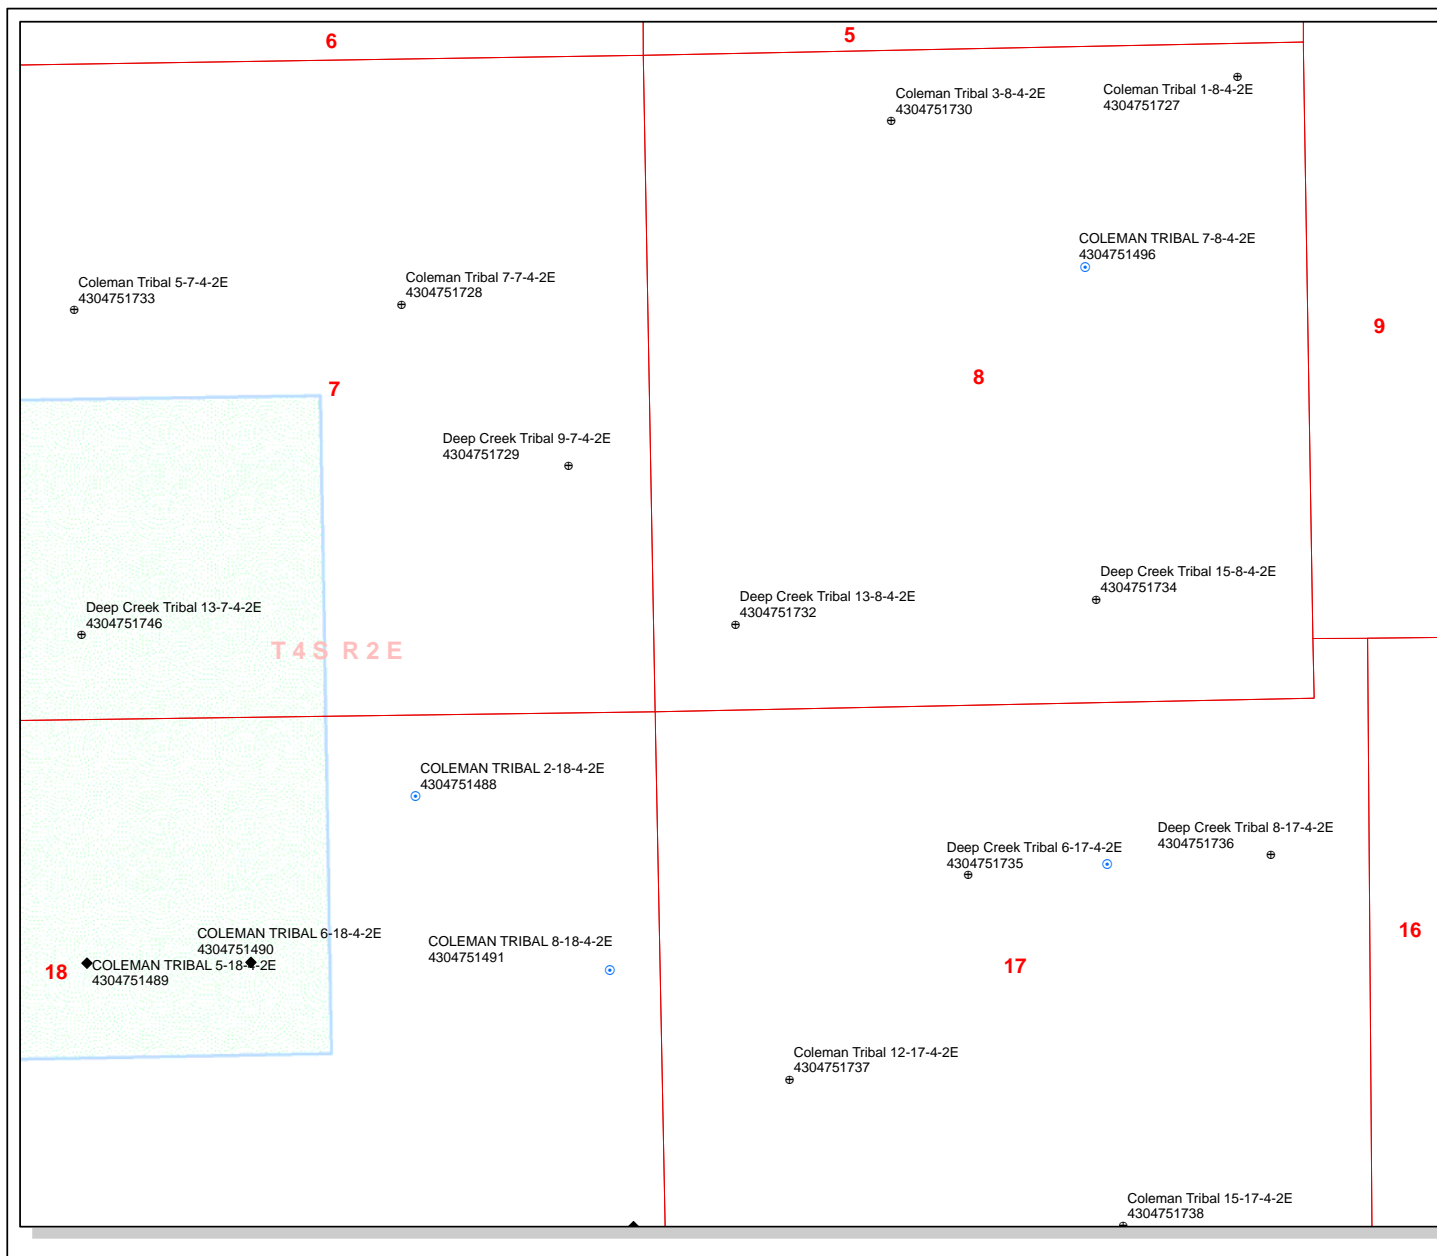 6
5
Coleman Tribal 3-8-4-2E
4304751730
Coleman Tribal 1-8-4-2E
4304751727
COLEMAN TRIBAL 7-8-4-2E
4304751496
Coleman Tribal 5-7-4-2E
4304751733
Coleman Tribal 7-7-4-2E
4304751728
9
8
7
Deep Creek Tribal 9-7-4-2E
4304751729
Deep Creek Tribal 15-8-4-2E
4304751734
Deep Creek Tribal 13-7-4-2E
4304751746
Deep Creek Tribal 13-8-4-2E
4304751732
T4S R2E
COLEMAN TRIBAL 2-18-4-2E
4304751488
Deep Creek Tribal 6-17-4-2E
4304751735
Deep Creek Tribal 8-17-4-2E
4304751736
COLEMAN TRIBAL 6-18-4-2E
4304751490
COLEMAN TRIBAL 8-18-4-2E
4304751491
16
18
COLEMAN TRIBAL 5-18-4-2E
4304751489
17
Coleman Tribal 12-17-4-2E
4304751737
Coleman Tribal 15-17-4-2E
4304751738